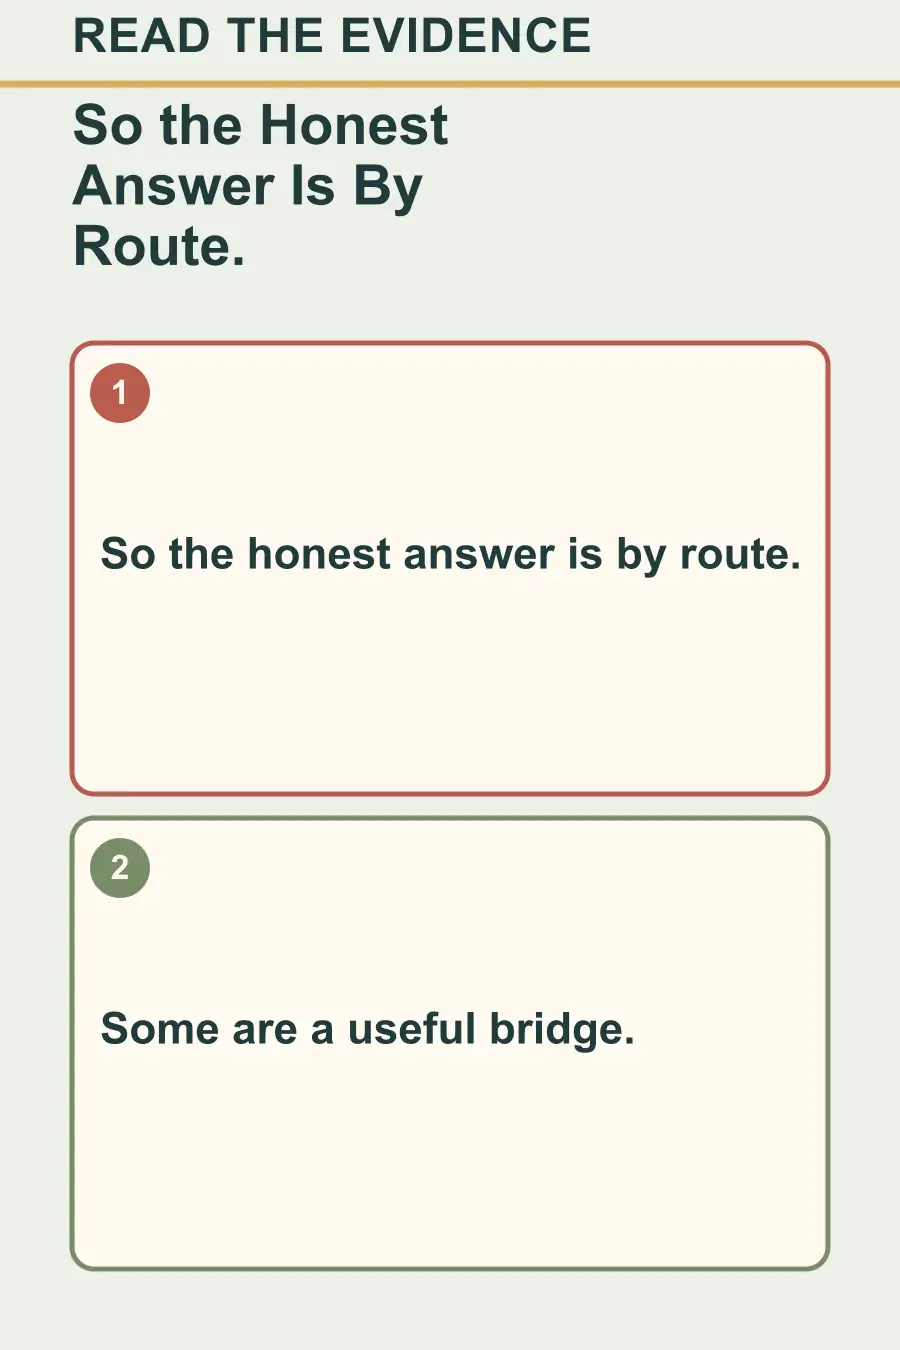 READ THE EVIDENCE
So the Honest
Answer Is By
Route.
1
So the honest answer is by route.
2
Some are a useful bridge.